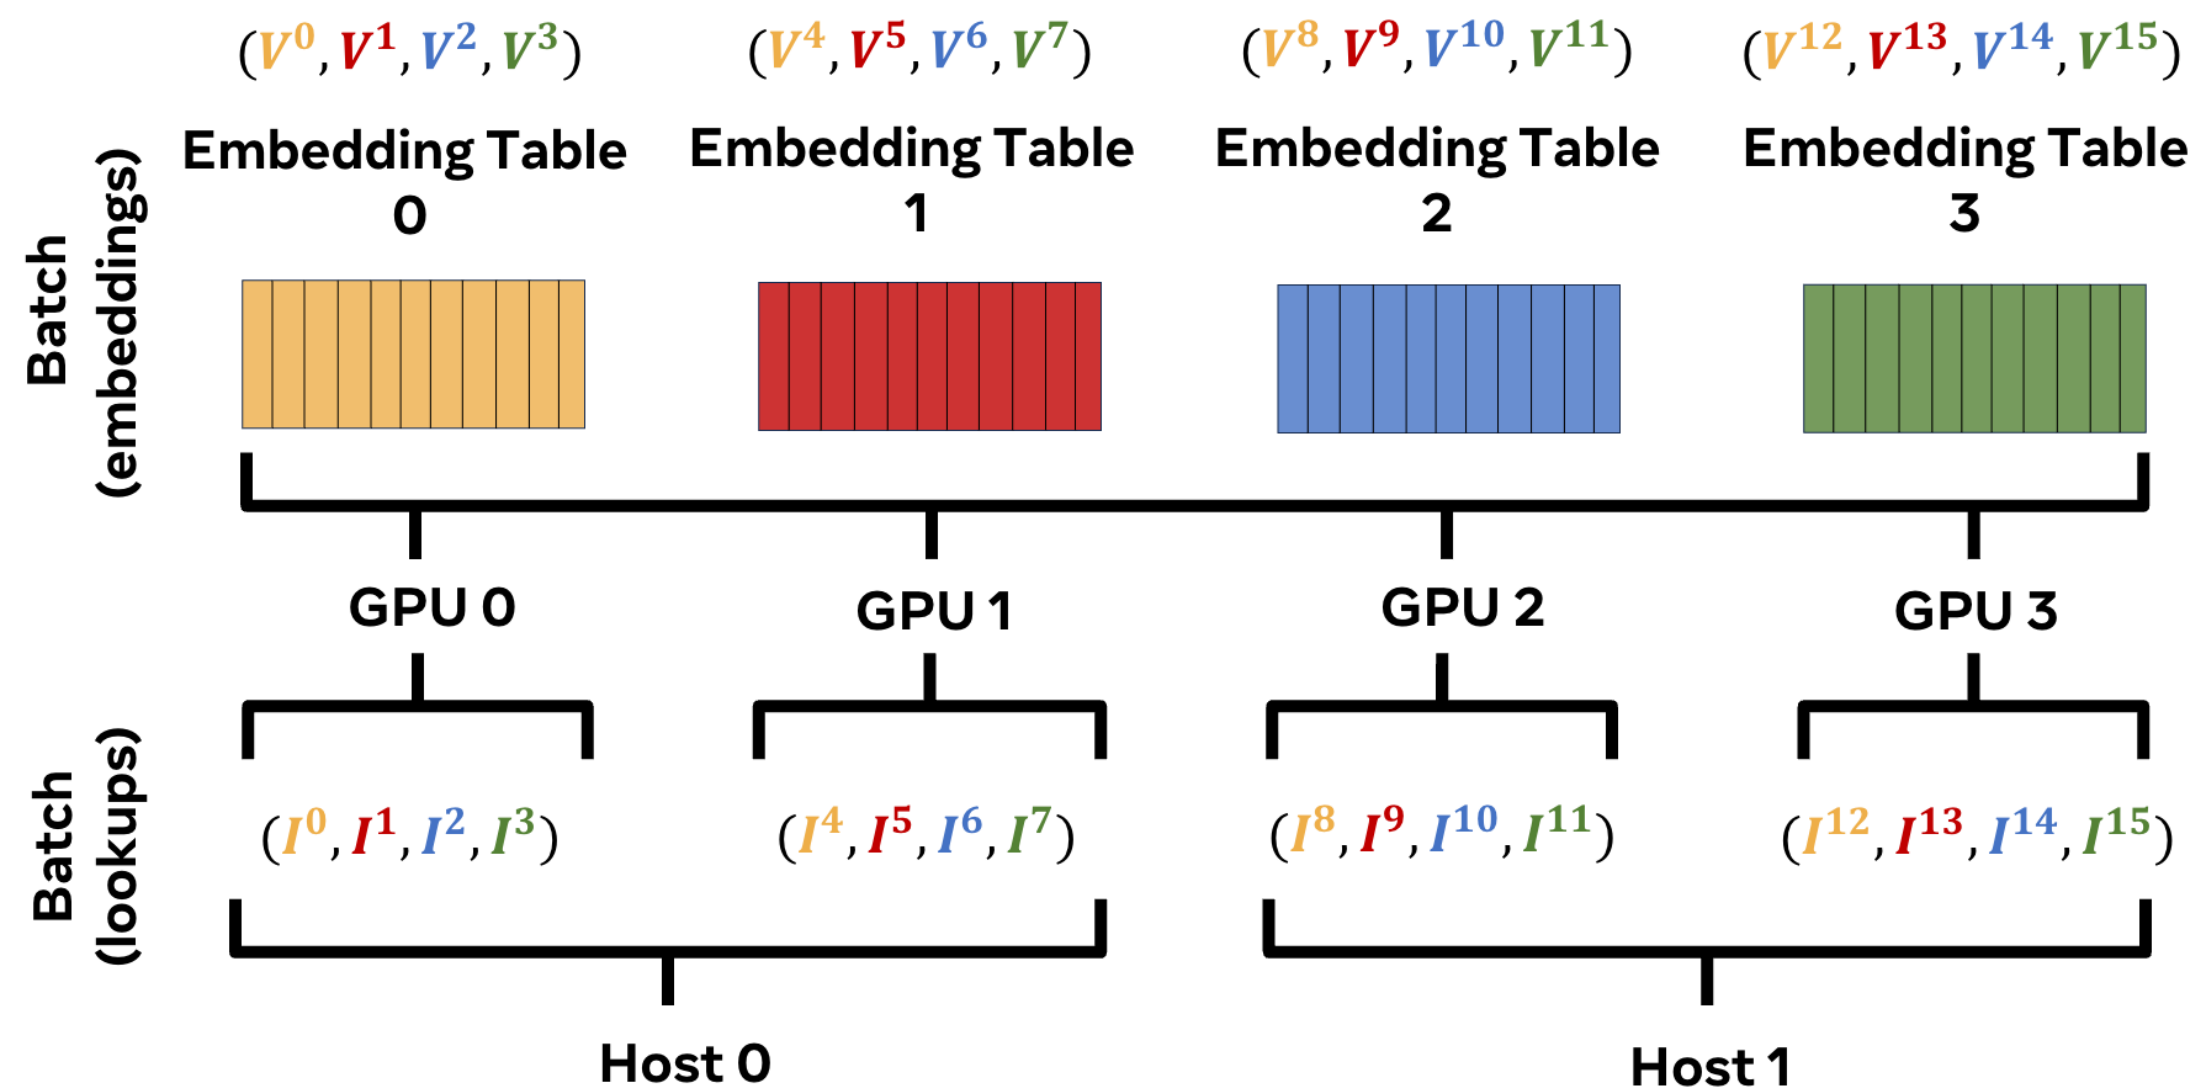 (V⁰, V¹, V², V³)
(V⁴, V⁵, V⁶, V⁷)
(V⁸, V⁹, V¹⁰, V¹¹)
(V¹², V¹³, V¹⁴, V¹⁵)
Batch
(embeddings)
Embedding Table
0
Embedding Table
1
Embedding Table
2
Embedding Table
3
GPU 0
GPU 1
GPU 2
GPU 3
Batch
(lookups)
(I⁰, I¹, I², I³)
(I⁴, I⁵, I⁶, I⁷)
(I⁸, I⁹, I¹⁰, I¹¹)
(I¹², I¹³, I¹⁴, I¹⁵)
Host 0
Host 1